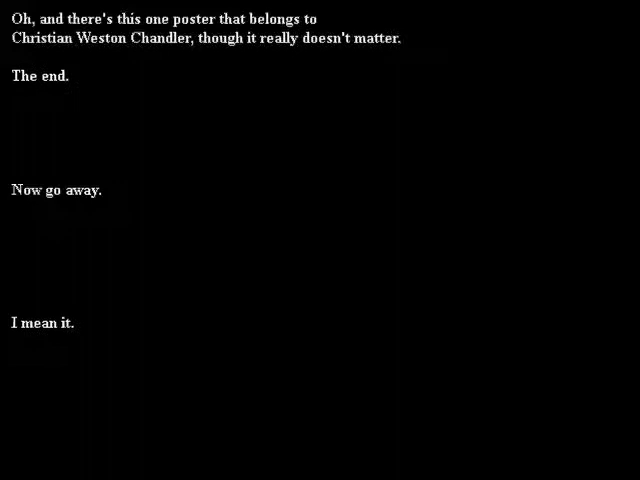 Oh, and there's this one poster that belongs to
Christian Weston Chandler, though it really doesn't matter.
The end.
Now go away.
I mean it.